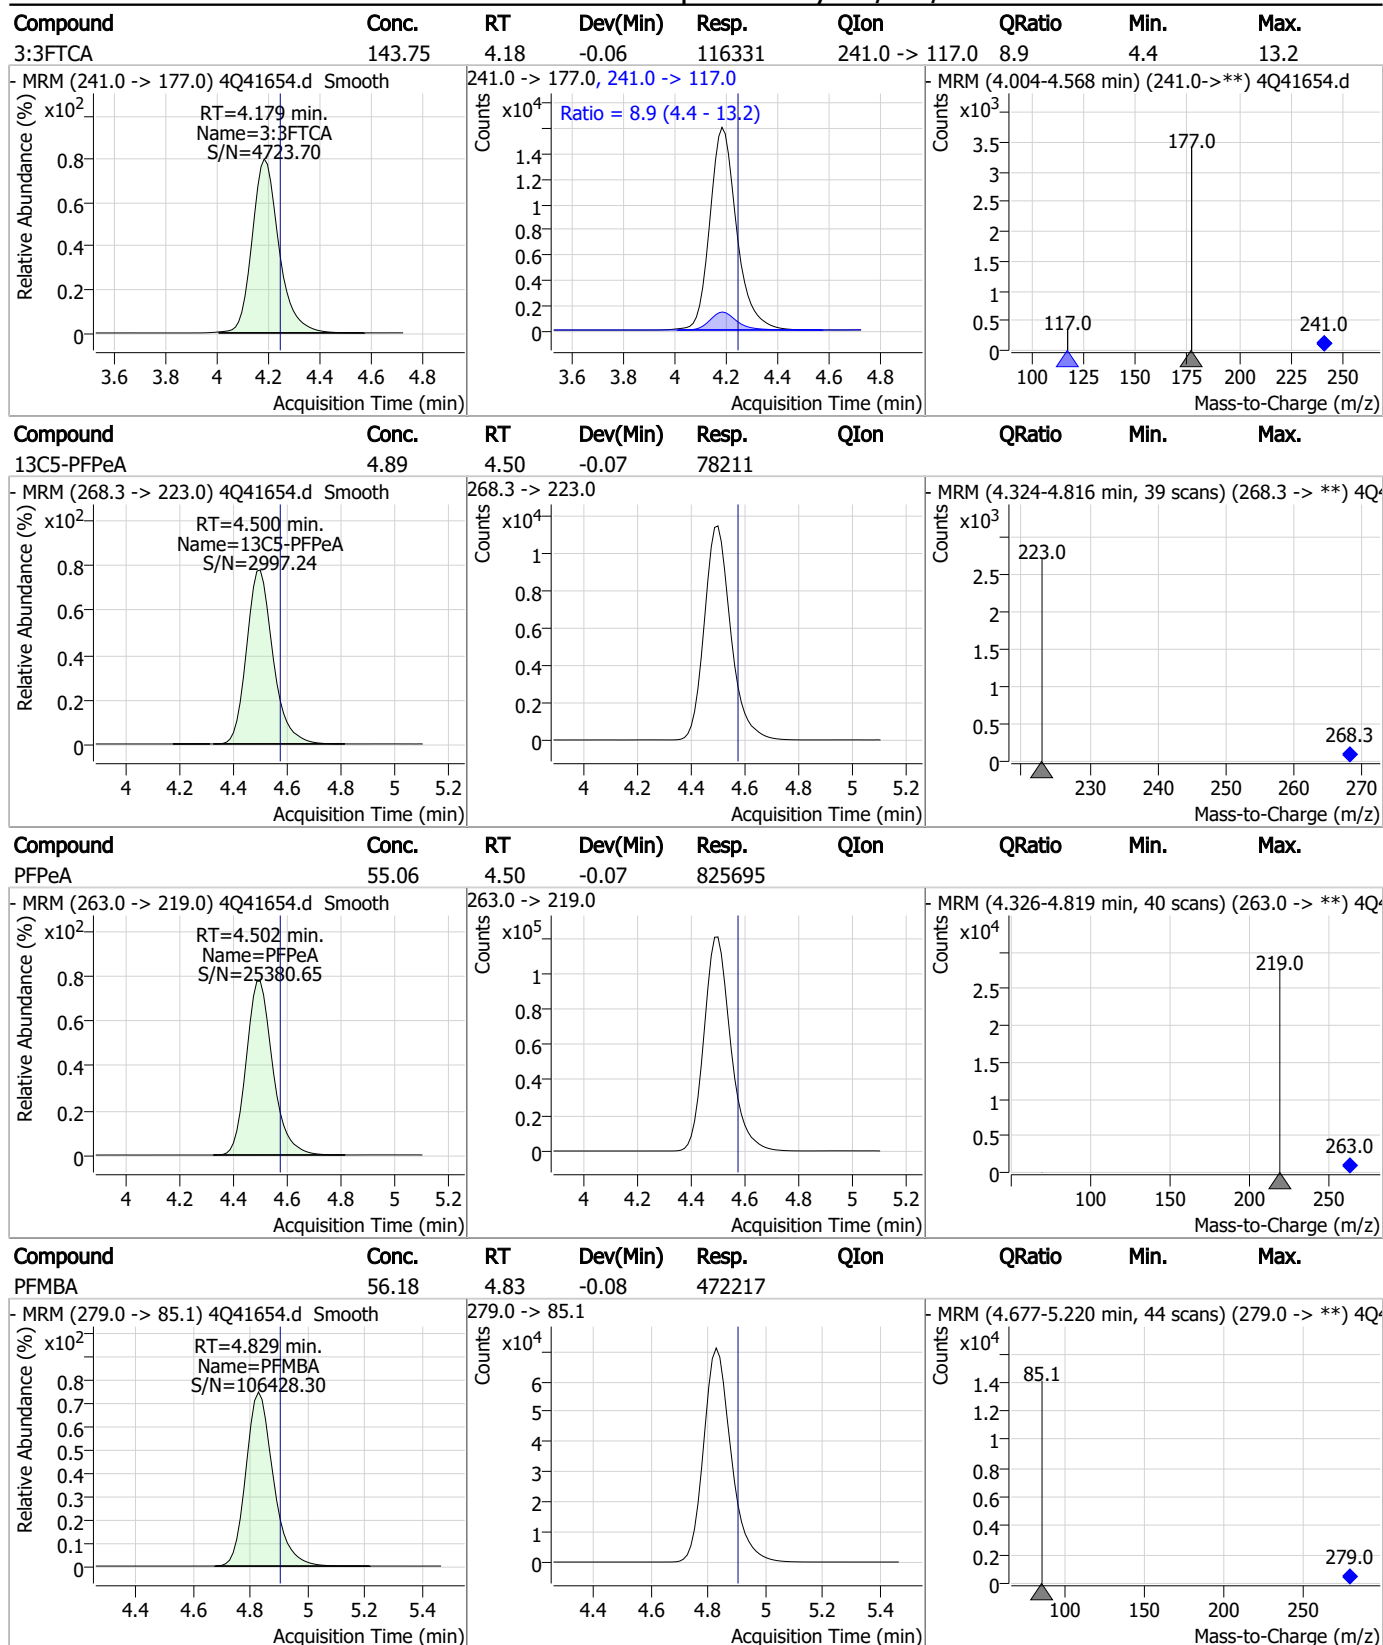 Compound Conc. RT Dev(Min) Resp. QIon QRatio Min. Max.
3:3FTCA 143.75 4.18 -0.06 116331 241.0 -> 117.0 8.9 4.4 13.2
- MRM (241.0 -> 177.0) 4Q41654.d Smooth
x10²
RT=4.179 min.
Name=3:3FTCA
S/N=4723.70
Relative Abundance (%)
0.8
0.6
0.4
0.2
0
3.6 3.8 4 4.2 4.4 4.6 4.8
Acquisition Time (min)
241.0 -> 177.0, 241.0 -> 117.0
x10⁴
Ratio = 8.9 (4.4 - 13.2)
Counts
1.4
1.2
1
0.8
0.6
0.4
0.2
0
3.6 3.8 4 4.2 4.4 4.6 4.8
Acquisition Time (min)
- MRM (4.004-4.568 min) (241.0->**) 4Q41654.d
x10³
Counts
3.5
3
2.5
2
1.5
1
0.5
0
177.0
117.0
241.0
100 125 150 175 200 225 250
Mass-to-Charge (m/z)
Compound Conc. RT Dev(Min) Resp. QIon QRatio Min. Max.
13C5-PFPeA 4.89 4.50 -0.07 78211
- MRM (268.3 -> 223.0) 4Q41654.d Smooth
x10²
RT=4.500 min.
Name=13C5-PFPeA
S/N=2997.24
Relative Abundance (%)
0.8
0.6
0.4
0.2
0
4 4.2 4.4 4.6 4.8 5 5.2
Acquisition Time (min)
268.3 -> 223.0
x10⁴
Counts
1
0.8
0.6
0.4
0.2
0
4 4.2 4.4 4.6 4.8 5 5.2
Acquisition Time (min)
- MRM (4.324-4.816 min, 39 scans) (268.3 -> **) 4Q4
x10³
Counts
2.5
2
1.5
1
0.5
0
223.0
268.3
230 240 250 260 270
Mass-to-Charge (m/z)
Compound Conc. RT Dev(Min) Resp. QIon QRatio Min. Max.
PFPeA 55.06 4.50 -0.07 825695
- MRM (263.0 -> 219.0) 4Q41654.d Smooth
x10²
RT=4.502 min.
Name=PFPeA
S/N=25380.65
Relative Abundance (%)
0.8
0.6
0.4
0.2
0
4 4.2 4.4 4.6 4.8 5 5.2
Acquisition Time (min)
263.0 -> 219.0
x10⁵
Counts
1
0.8
0.6
0.4
0.2
0
4 4.2 4.4 4.6 4.8 5 5.2
Acquisition Time (min)
- MRM (4.326-4.819 min, 40 scans) (263.0 -> **) 4Q4
x10⁴
Counts
2.5
2
1.5
1
0.5
0
219.0
263.0
100 150 200 250
Mass-to-Charge (m/z)
Compound Conc. RT Dev(Min) Resp. QIon QRatio Min. Max.
PFMBA 56.18 4.83 -0.08 472217
- MRM (279.0 -> 85.1) 4Q41654.d Smooth
x10²
RT=4.829 min.
Name=PFMBA
S/N=106428.30
Relative Abundance (%)
0.8
0.7
0.6
0.5
0.4
0.3
0.2
0.1
0
4.4 4.6 4.8 5 5.2 5.4
Acquisition Time (min)
279.0 -> 85.1
x10⁴
Counts
6
5
4
3
2
1
0
4.4 4.6 4.8 5 5.2 5.4
Acquisition Time (min)
- MRM (4.677-5.220 min, 44 scans) (279.0 -> **) 4Q4
x10⁴
Counts
1.4
1.2
1
0.8
0.6
0.4
0.2
0
85.1
279.0
100 150 200 250
Mass-to-Charge (m/z)